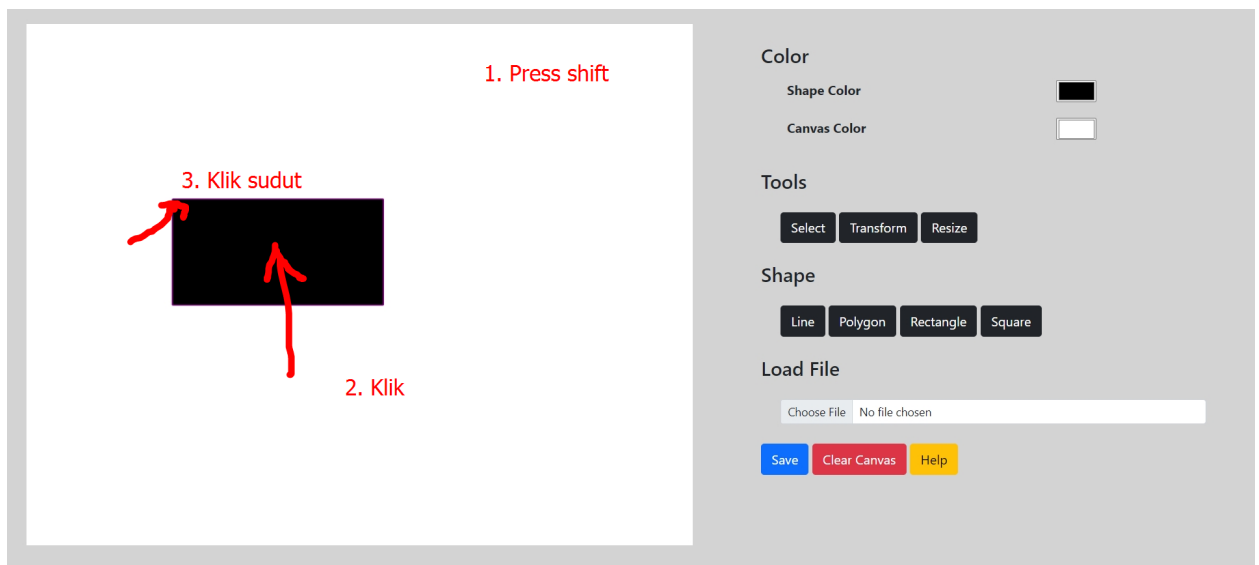 1. Press shift
3. Klik sudut
2. Klik
Color
Shape Color
Canvas Color
Tools
Select Transform Resize
Shape
Line Polygon Rectangle Square
Load File
Choose File No file chosen
Save Clear Canvas Help